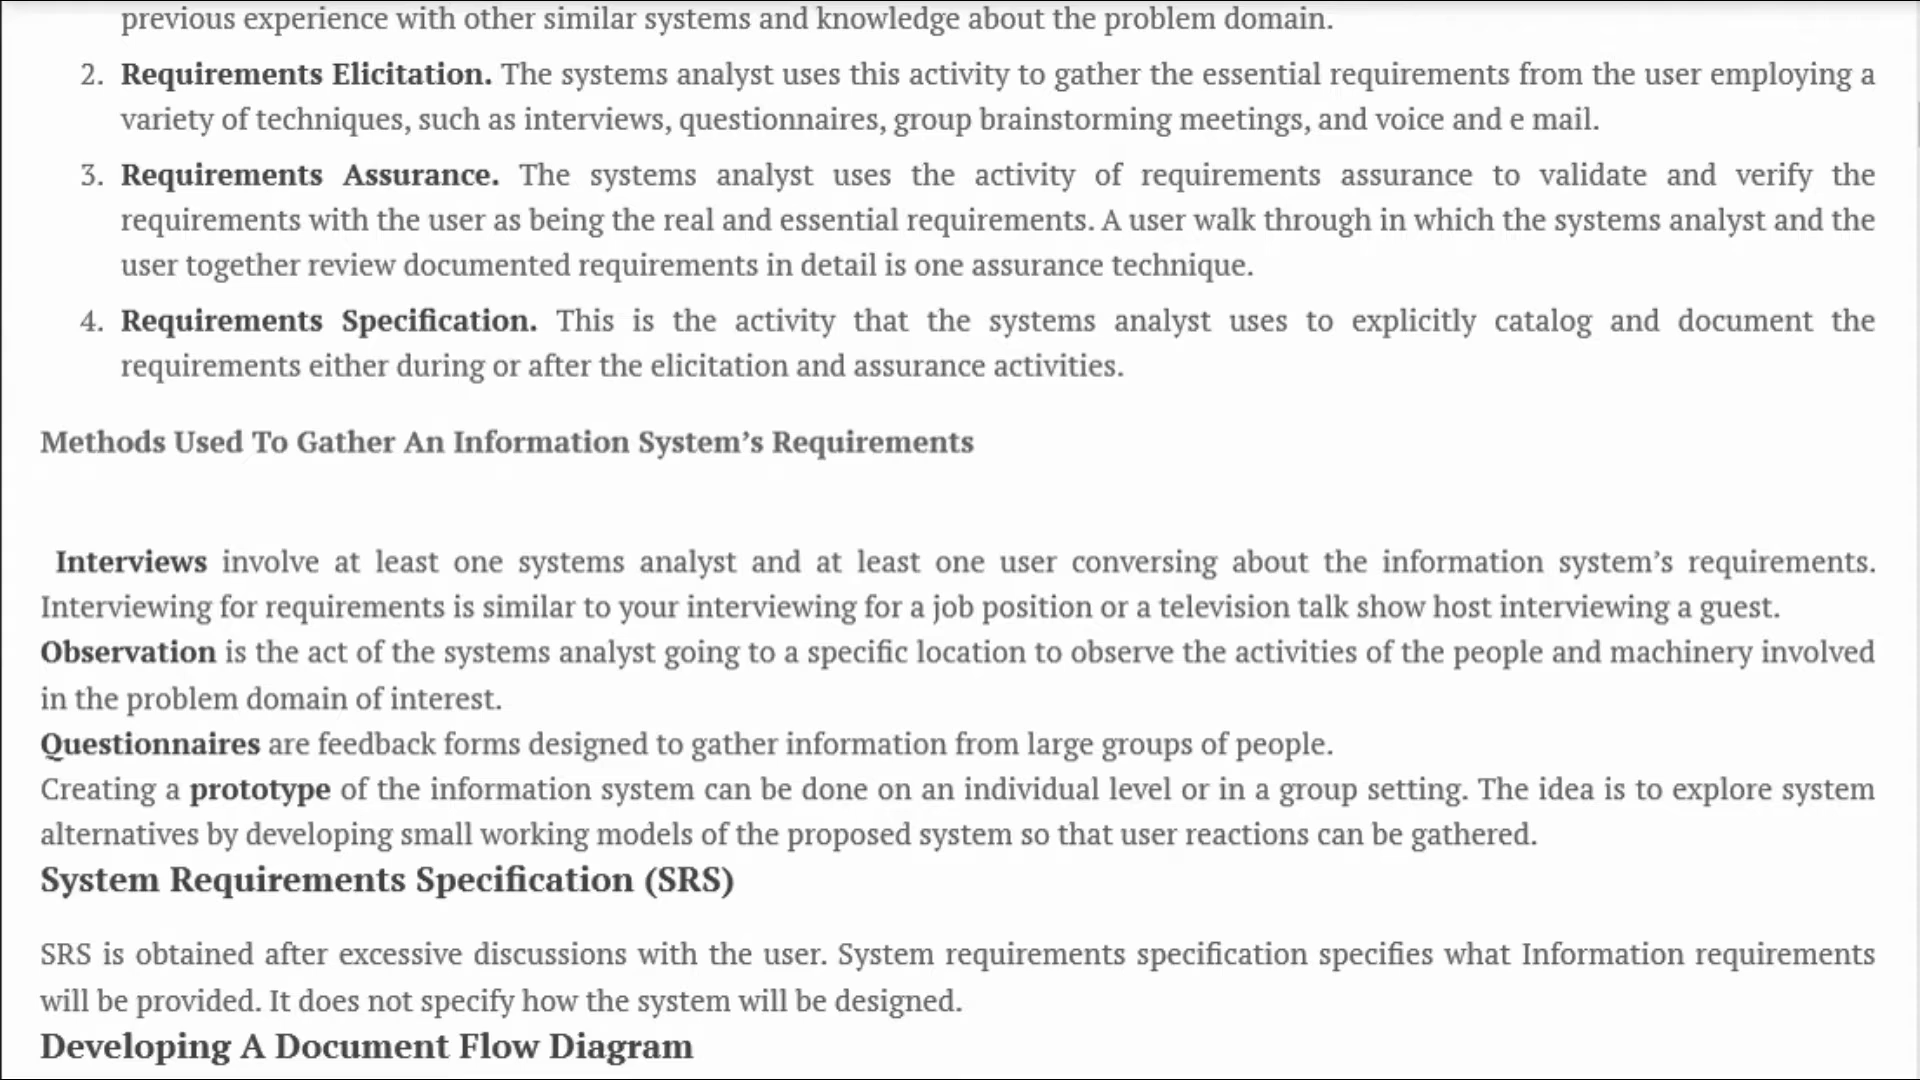 previous experience with other similar systems and knowledge about the problem domain.
2. Requirements Elicitation. The systems analyst uses this activity to gather the essential requirements from the user employing a
variety of techniques, such as interviews, questionnaires, group brainstorming meetings, and voice and e mail.
3. Requirements Assurance. The systems analyst uses the activity of requirements assurance to validate and verify the
requirements with the user as being the real and essential requirements. A user walk through in which the systems analyst and the
user together review documented requirements in detail is one assurance technique.
4. Requirements Specification. This is the activity that the systems analyst uses to explicitly catalog and document the
requirements either during or after the elicitation and assurance activities.
Methods Used To Gather An Information System’s Requirements
Interviews involve at least one systems analyst and at least one user conversing about the information system’s requirements.
Interviewing for requirements is similar to your interviewing for a job position or a television talk show host interviewing a guest.
Observation is the act of the systems analyst going to a specific location to observe the activities of the people and machinery involved
in the problem domain of interest.
Questionnaires are feedback forms designed to gather information from large groups of people.
Creating a prototype of the information system can be done on an individual level or in a group setting. The idea is to explore system
alternatives by developing small working models of the proposed system so that user reactions can be gathered.
System Requirements Specification (SRS)
SRS is obtained after excessive discussions with the user. System requirements specification specifies what Information requirements
will be provided. It does not specify how the system will be designed.
Developing A Document Flow Diagram